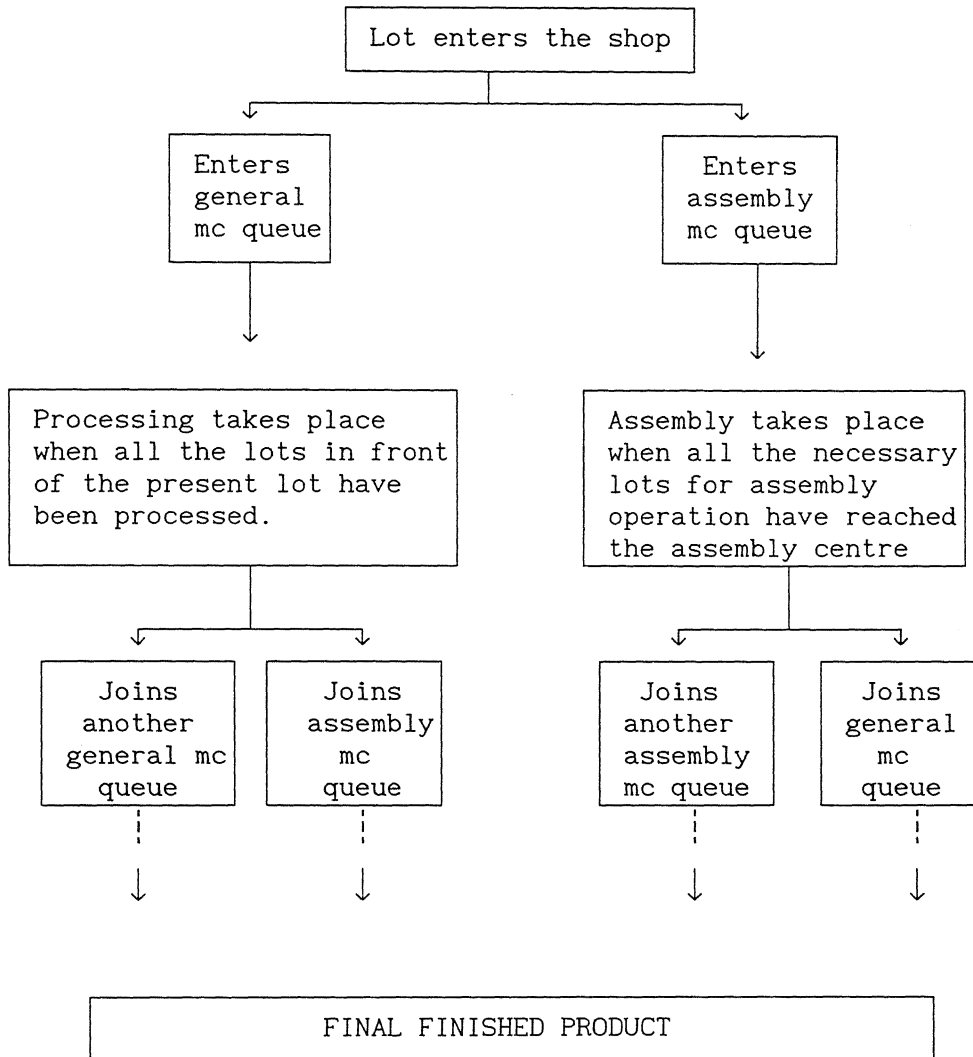 Lot enters the shop
Enters
general
mc queue
Enters
assembly
mc queue
Processing takes place
when all the lots in front
of the present lot have
been processed.
Assembly takes place
when all the necessary
lots for assembly
operation have reached
the assembly centre
Joins
another
general mc
queue
Joins
assembly
mc
queue
Joins
another
assembly
mc queue
Joins
general
mc
queue
FINAL FINISHED PRODUCT